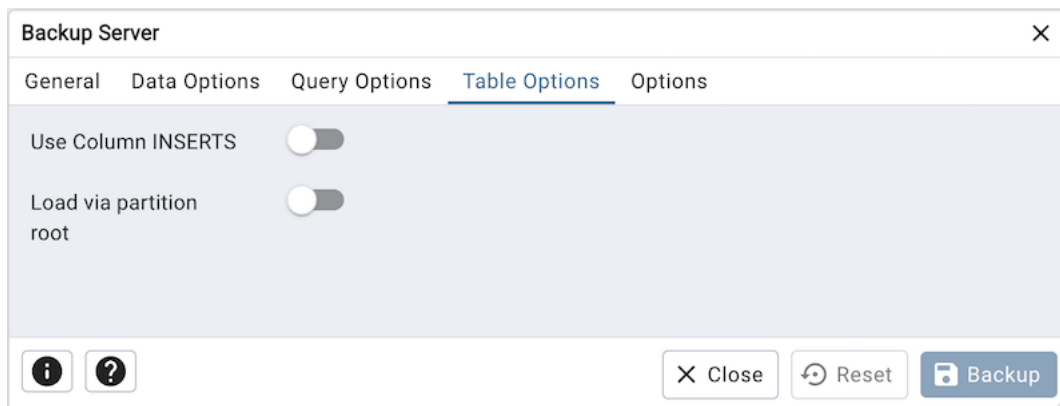 Backup Server
General Data Options Query Options Table Options Options
Use Column INSERTS
Load via partition
root
Close Reset Backup